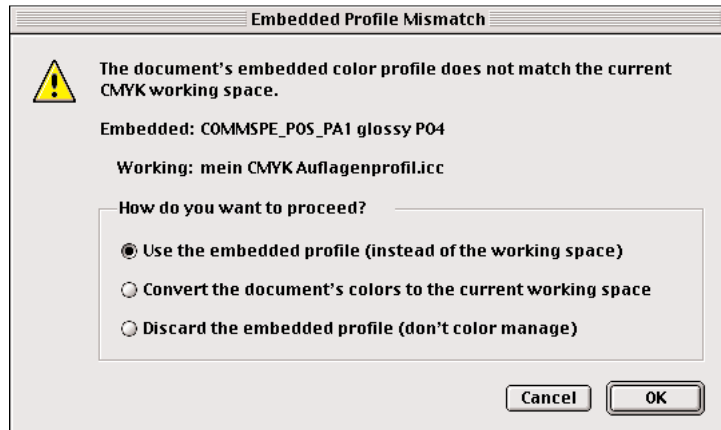 Embedded Profile Mismatch
The document's embedded color profile does not match the current
CMYK working space.
Embedded: COMMSPE_POS_PA1 glossy PO4
Working: mein CMYK Auflagenprofil.icc
How do you want to proceed?
Use the embedded profile (instead of the working space)
Convert the document's colors to the current working space
Discard the embedded profile (don't color manage)
Cancel
OK